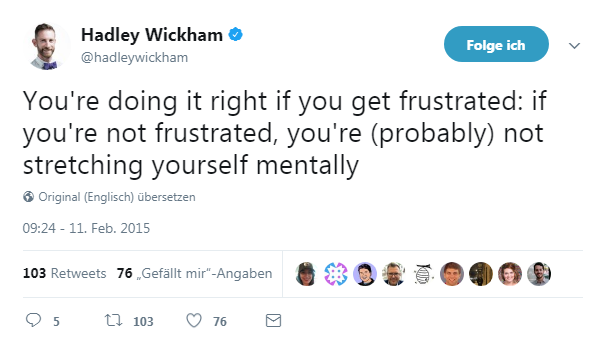 Hadley Wickham
@hadleywickham
Folge ich
You're doing it right if you get frustrated: if
you're not frustrated, you're (probably) not
stretching yourself mentally
Original (Englisch) übersetzen
09:24 - 11. Feb. 2015
103 Retweets 76 „Gefällt mir“-Angaben
5 103 76